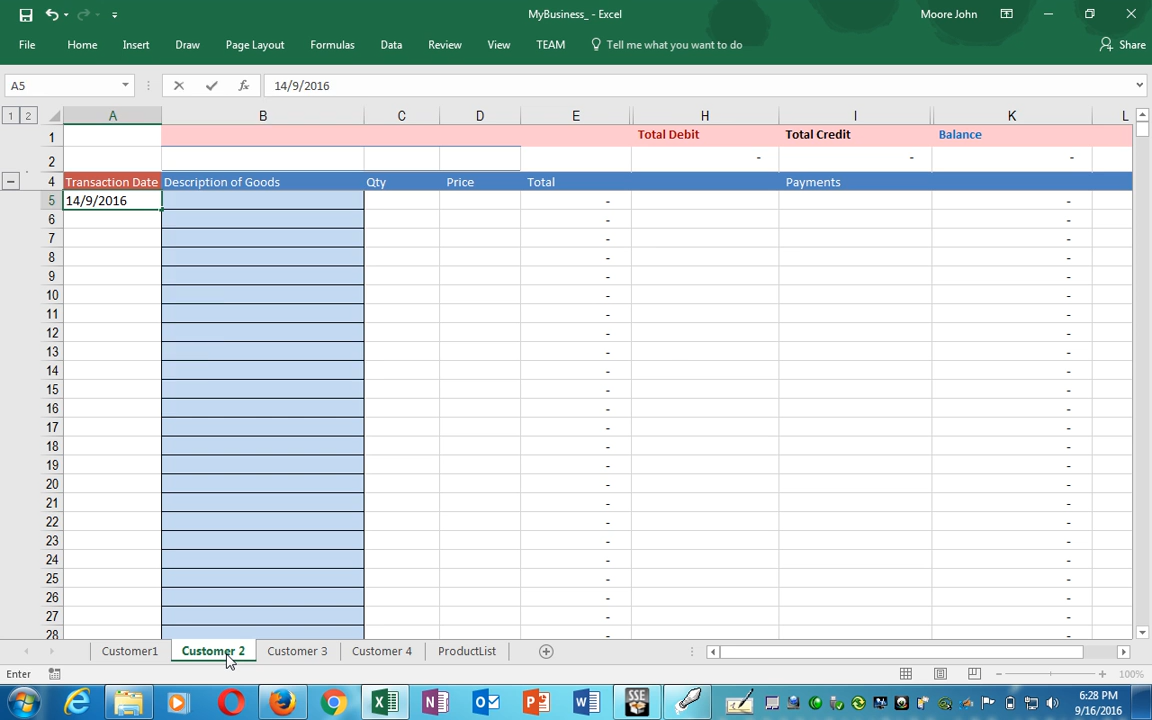 MyBusiness_ - Excel
Moore John
File Home Insert Draw Page Layout Formulas Data Review View TEAM Tell me what you want to do Share
A5 fx 14/9/2016
1 2 A B C D E H I K L
1 Total Debit Total Credit Balance
2 - - -
4 Transaction Date Description of Goods Qty Price Total Payments
5 14/9/2016 - -
6 - -
7 - -
8 - -
9 - -
10 - -
11 - -
12 - -
13 - -
14 - -
15 - -
16 - -
17 - -
18 - -
19 - -
20 - -
21 - -
22 - -
23 - -
24 - -
25 - -
26 - -
27 - -
28 - -
Customer1 Customer 2 Customer 3 Customer 4 ProductList
Enter 100%
SSE
6:28 PM
9/16/2016